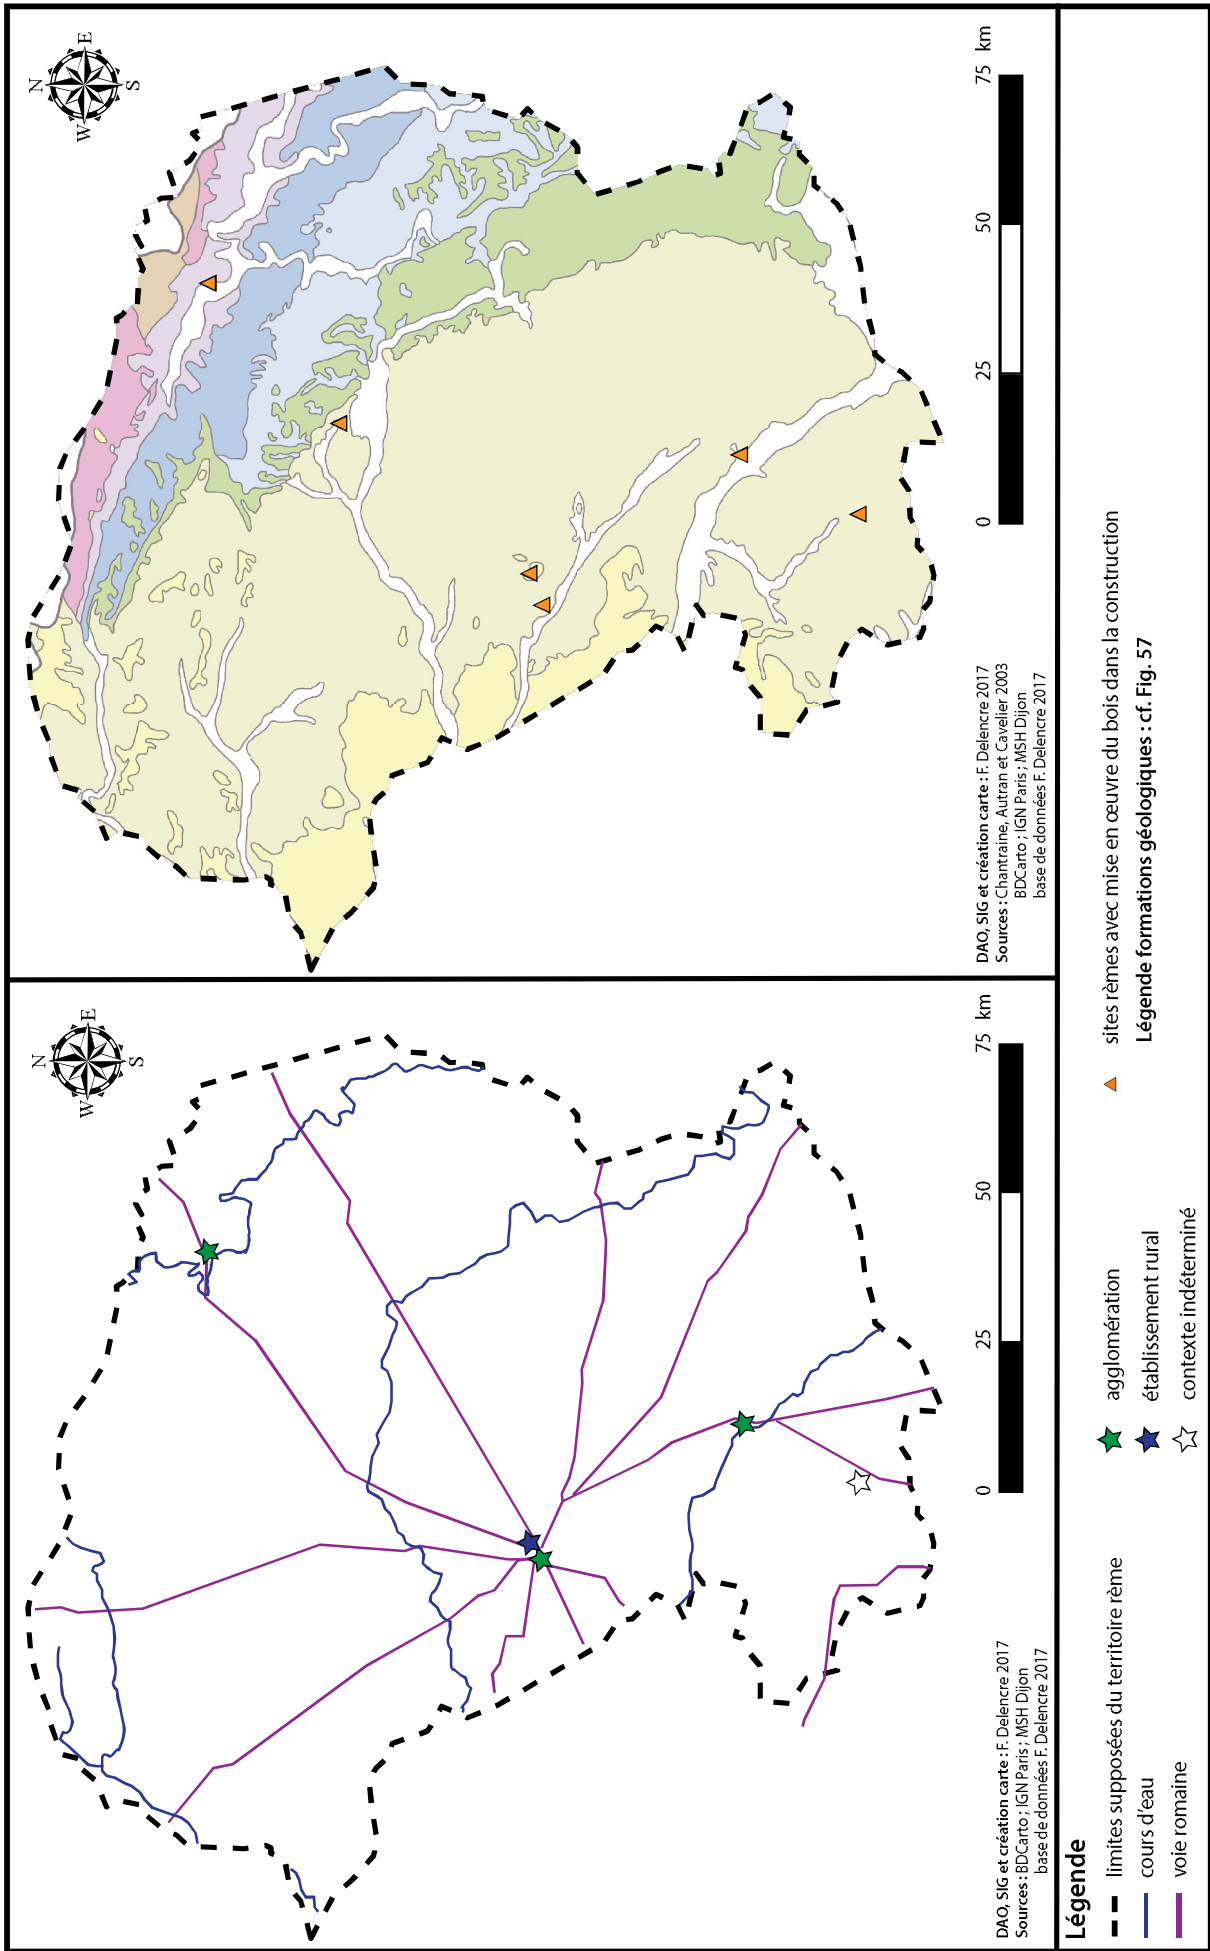 N
E
S
W
0
25
50
75
km
DAO, SIG et création carte : F. Delencre 2017
Sources : BDCarto ; IGN Paris ; MSH Dijon
base de données F. Delencre 2017
N
E
S
W
0
25
50
75
km
DAO, SIG et création carte : F. Delencre 2017
Sources : Chantraine, Autran et Cavelier 2003
BDCarto ; IGN Paris ; MSH Dijon
base de données F. Delencre 2017
Légende
limites supposées du territoire rème
cours d'eau
voie romaine
agglomération
établissement rural
contexte indéterminé
sites rèmes avec mise en œuvre du bois dans la construction
Légende formations géologiques : cf. Fig. 57